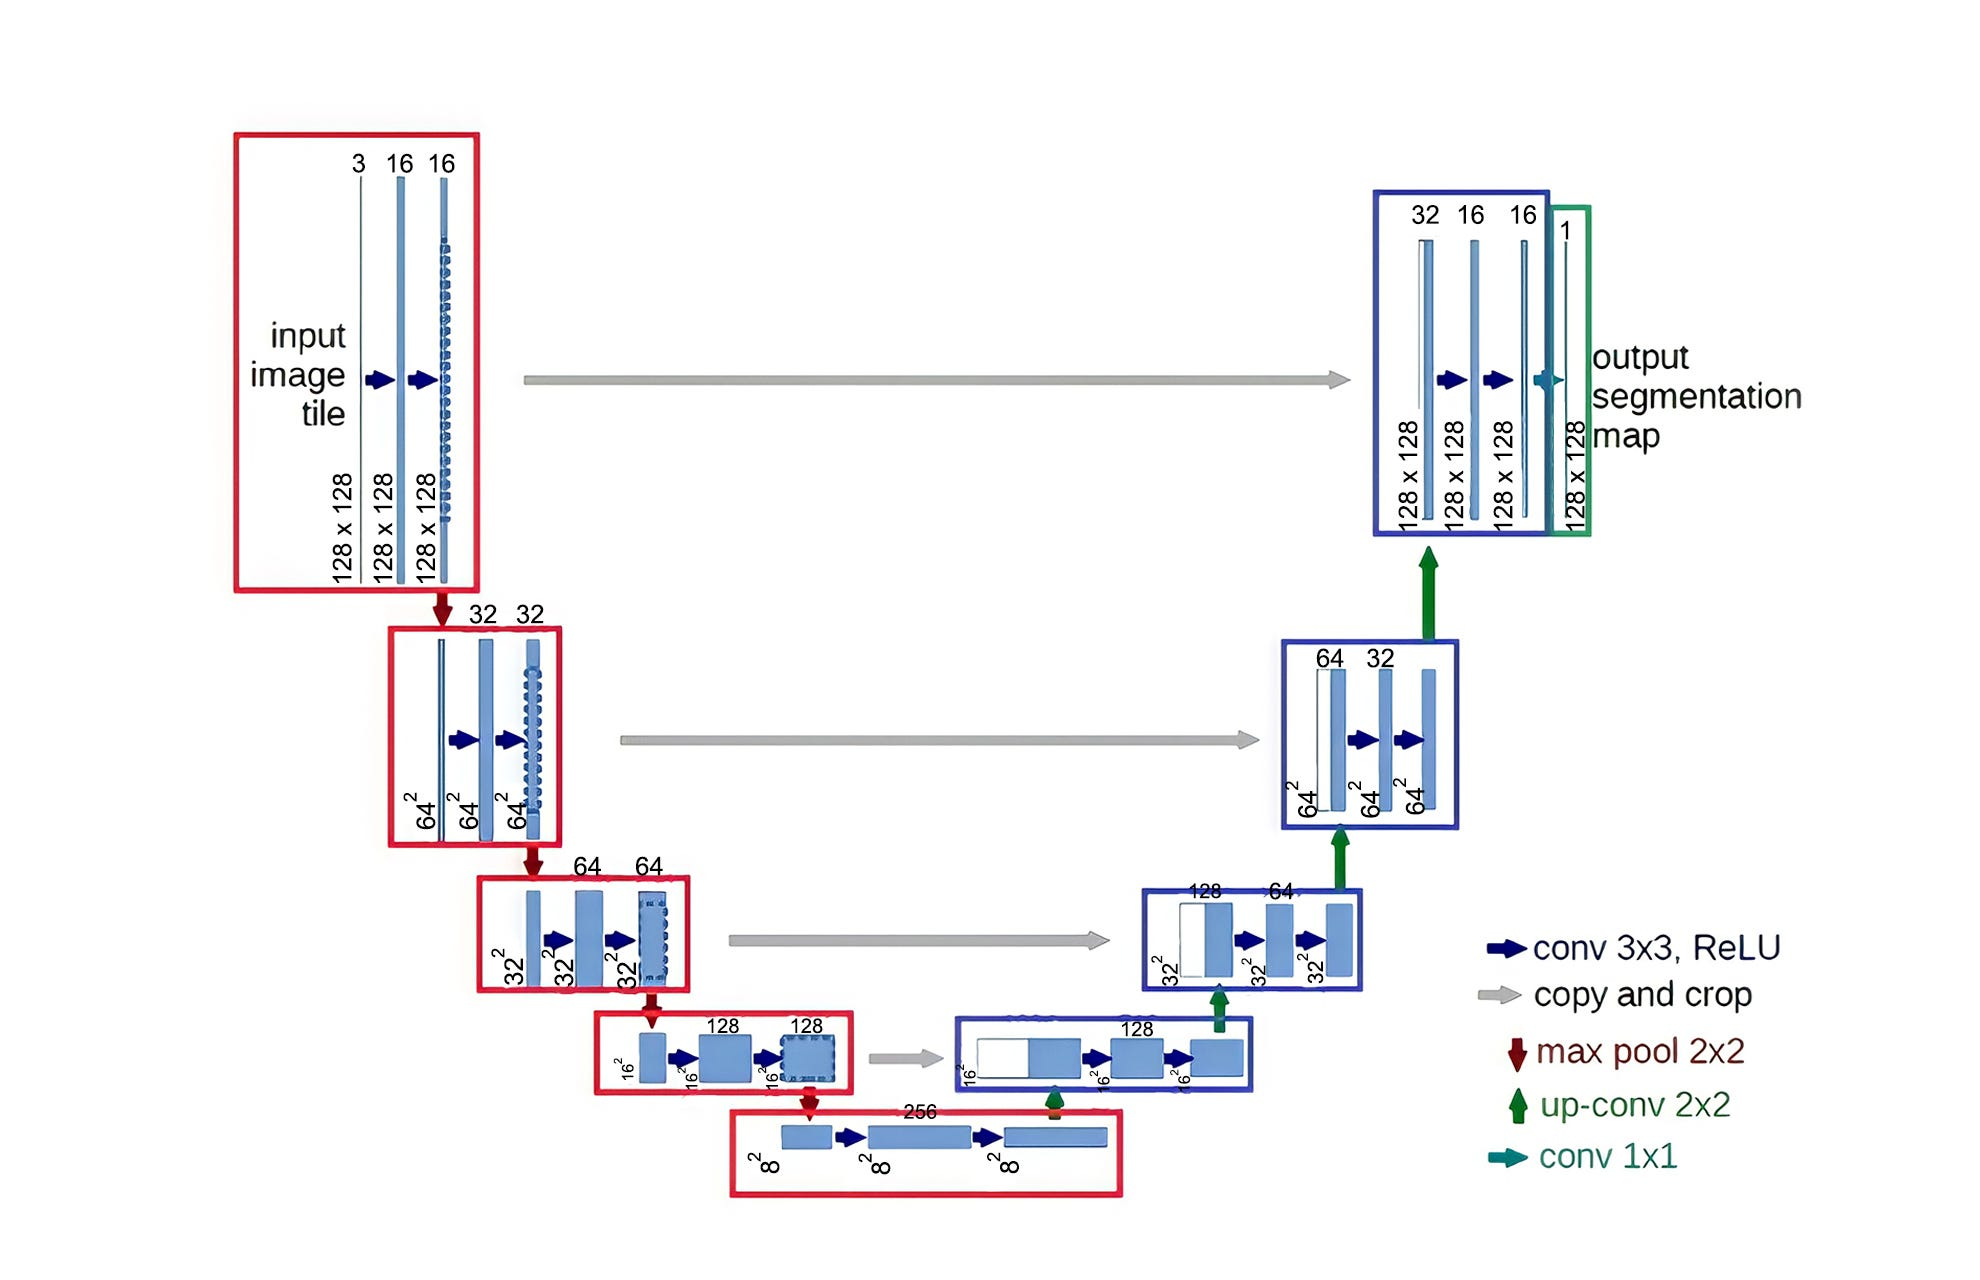 3 16 16
input
image
tile
128 x 128 128 x 128 128 x 128
32 32
64² 64² 64²
64 64
32² 32² 32²
128 128
16² 16² 16²
256
8² 8² 8²
128
16² 16² 16²
128 64
32² 32² 32²
64 32
64² 64² 64²
32 16 16 1
128 x 128 128 x 128 128 x 128 128 x 128
output
segmentation
map
conv 3x3, ReLU
copy and crop
max pool 2x2
up-conv 2x2
conv 1x1